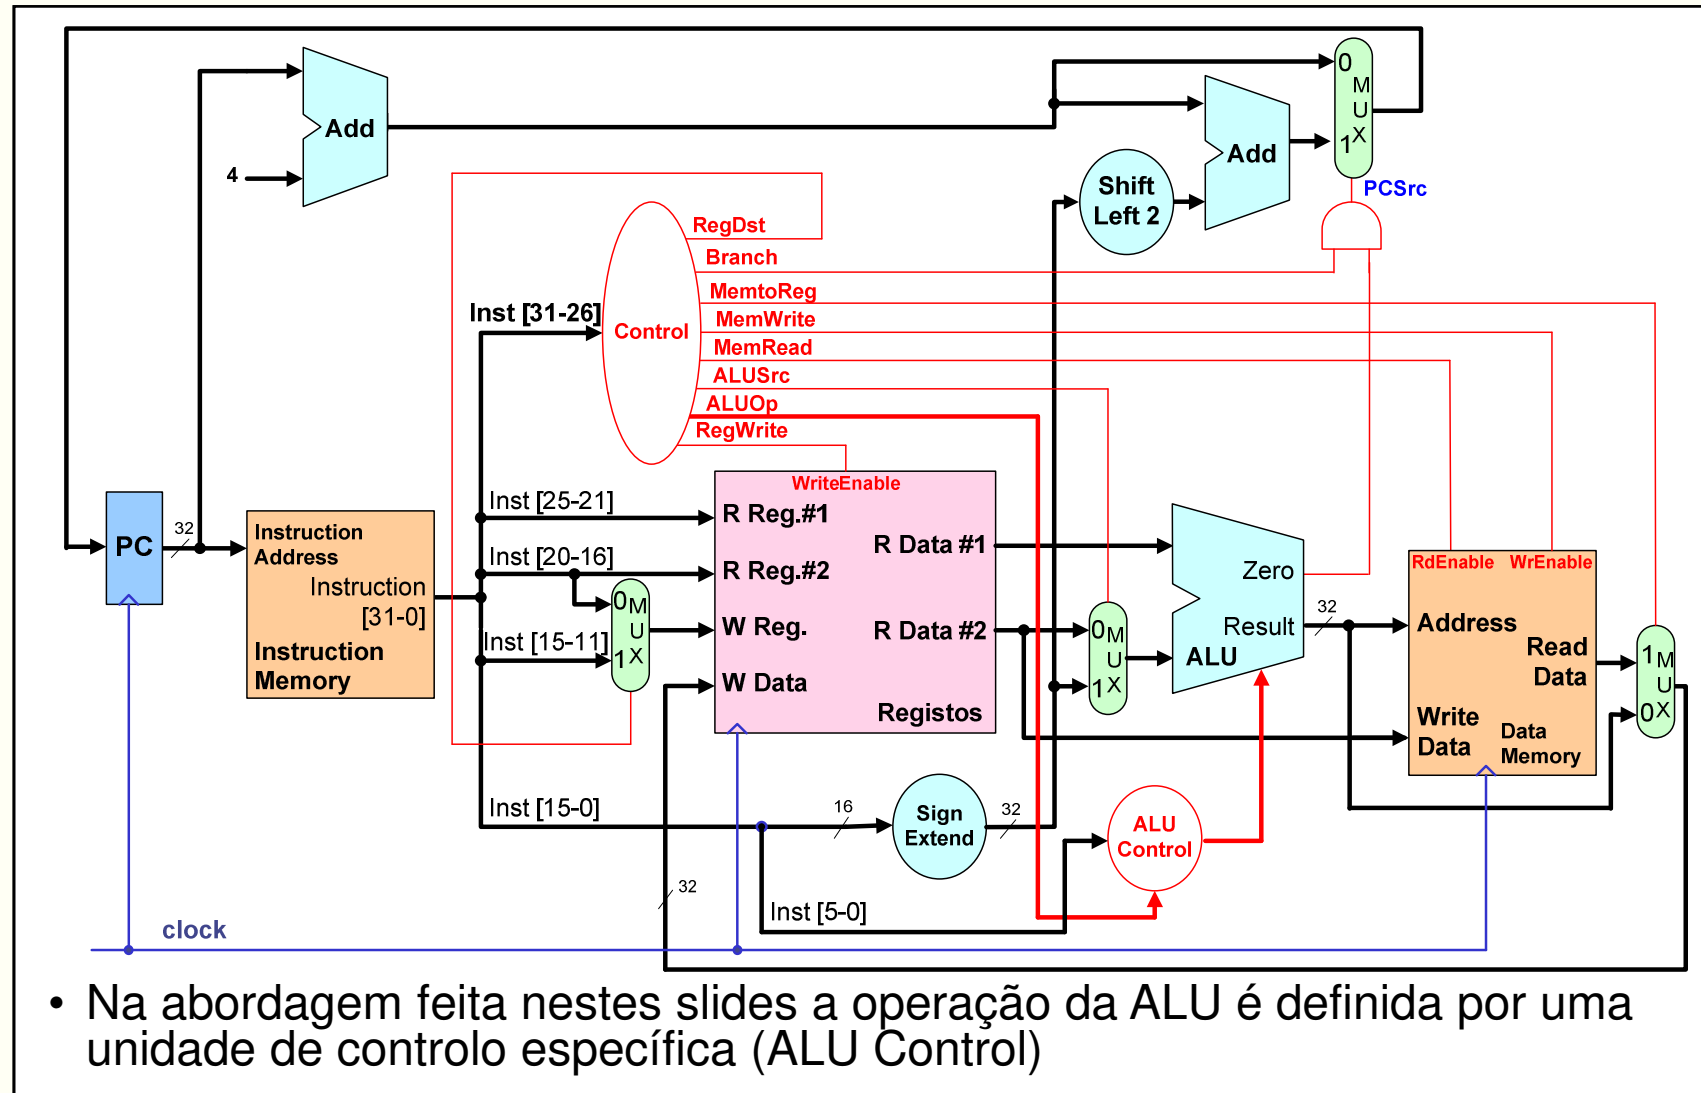 0
M
U
1 X
Add
Add
4
Shift
Left 2
PCSrc
RegDst
Branch
MemtoReg
Inst [31-26]
MemWrite
Control
MemRead
ALUSrc
ALUOp
RegWrite
WriteEnable
Inst [25-21]
R Reg.#1
PC
32
Instruction
Address
Instruction
[31-0]
Instruction
Memory
Inst [20-16]
R Reg.#2
R Data #1
Zero
RdEnable WrEnable
0 M
U
1 X
Inst [15-11]
W Reg.
R Data #2
0 M
U
1 X
Result
32
ALU
Address
Read
Data
1 M
U
0 X
W Data
Registos
Write
Data
Data
Memory
Inst [15-0]
16
Sign
Extend
32
ALU
Control
32
Inst [5-0]
clock
• Na abordagem feita nestes slides a operação da ALU é definida por uma
unidade de controlo específica (ALU Control)